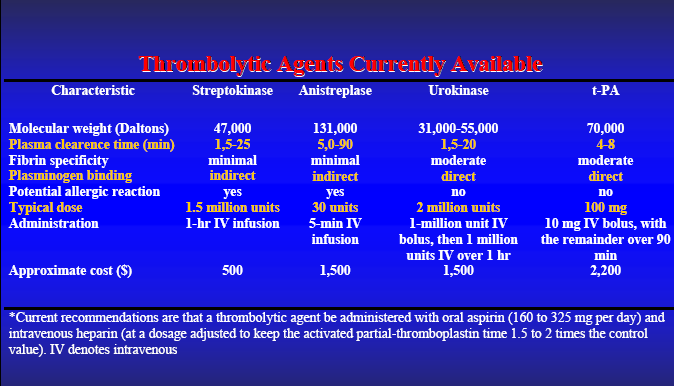 Thrombolytic Agents Currently Available
Characteristic Streptokinase Anistreplase Urokinase t-PA
Molecular weight (Daltons) 47,000 131,000 31,000-55,000 70,000
Plasma clearence time (min) 1,5-25 5,0-90 1,5-20 4-8
Fibrin specificity minimal minimal moderate moderate
Plasminogen binding indirect indirect direct direct
Potential allergic reaction yes yes no no
Typical dose 1.5 million units 30 units 2 million units 100 mg
Administration 1-hr IV infusion 5-min IV 1-million unit IV 10 mg IV bolus, with
infusion bolus, then 1 million the remainder over 90
units IV over 1 hr min
Approximate cost ($) 500 1,500 1,500 2,200
*Current recommendations are that a thrombolytic agent be administered with oral aspirin (160 to 325 mg per day) and
intravenous heparin (at a dosage adjusted to keep the activated partial-thromboplastin time 1.5 to 2 times the control
value). IV denotes intravenous